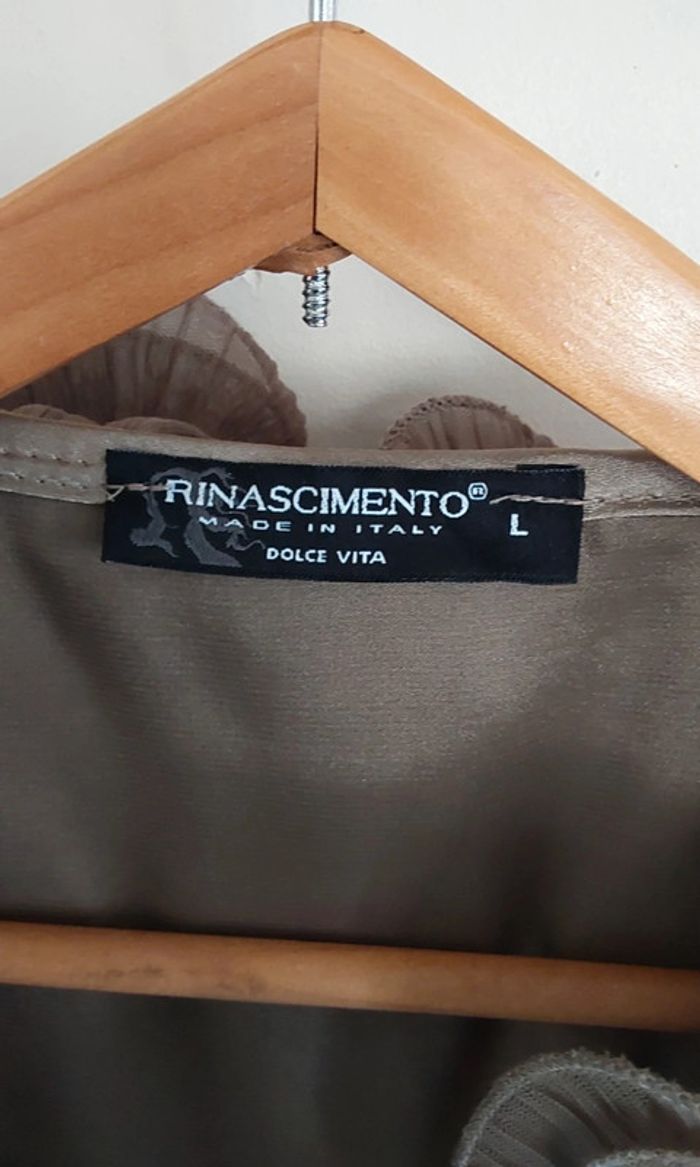 RINASCIMENTO®
MADE IN ITALY
L
DOLCE VITA